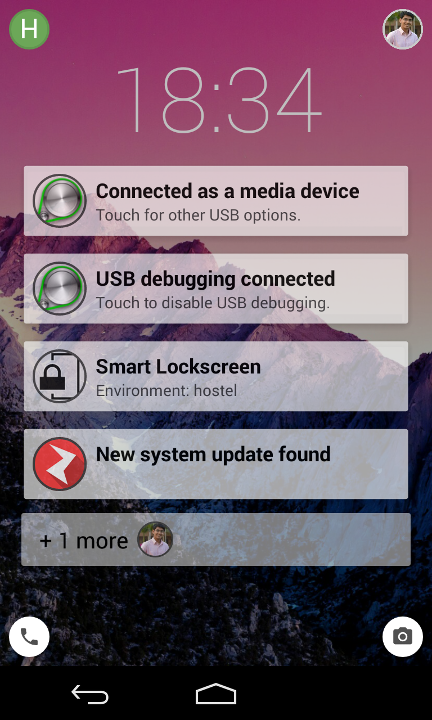 H
18:34
Connected as a media device
Touch for other USB options.
USB debugging connected
Touch to disable USB debugging.
Smart Lockscreen
Environment: hostel
New system update found
+ 1 more